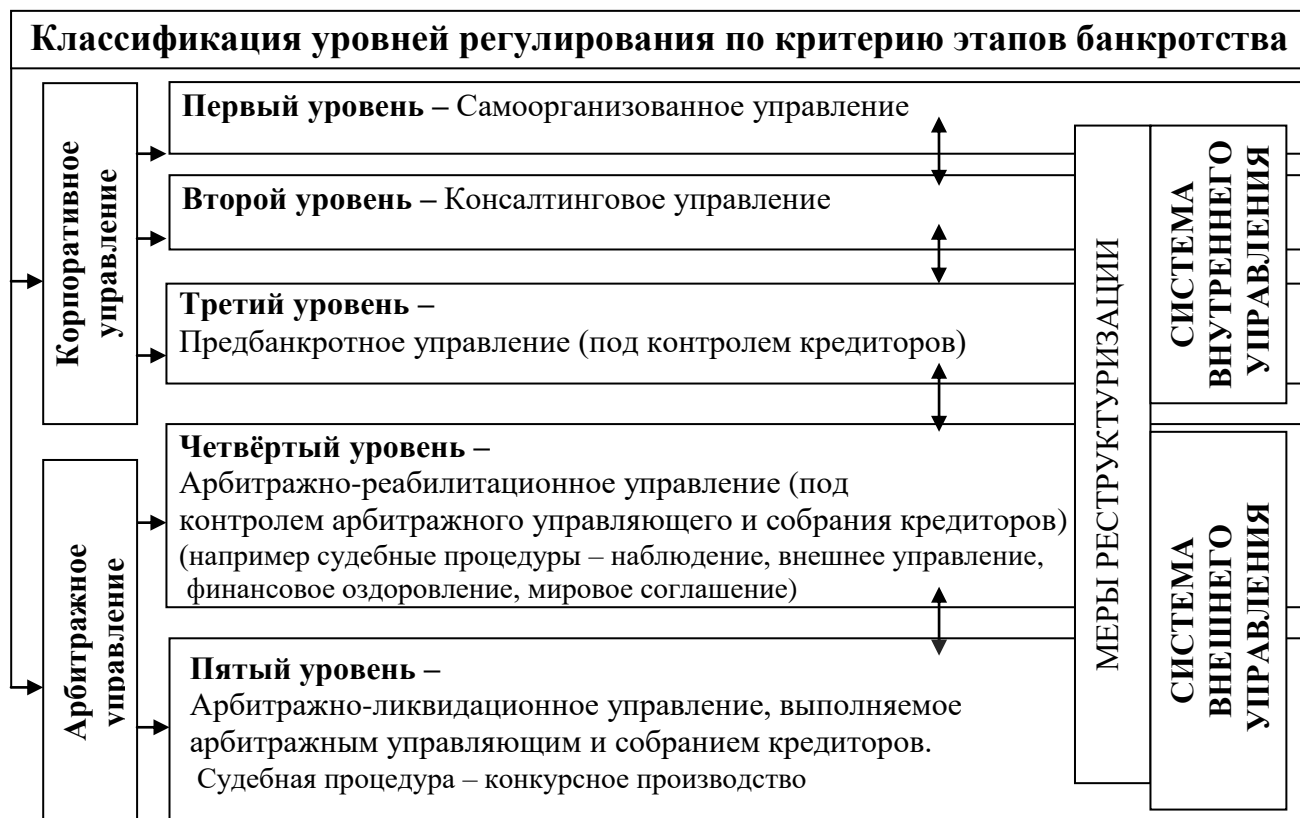 Классификация уровней регулирования по критерию этапов банкротства
Корпоративное
управление
Первый уровень – Самоорганизованное управление
Второй уровень – Консалтинговое управление
Третий уровень –
Предбанкротное управление (под контролем кредиторов)
Арбитражное
управление
Четвёртый уровень –
Арбитражно-реабилитационное управление (под
контролем арбитражного управляющего и собрания кредиторов)
(например судебные процедуры – наблюдение, внешнее управление,
финансовое оздоровление, мировое соглашение)
Пятый уровень –
Арбитражно-ликвидационное управление, выполняемое
арбитражным управляющим и собранием кредиторов.
Судебная процедура – конкурсное производство
МЕРЫ РЕСТРУКТУРИЗАЦИИ
СИСТЕМА
ВНУТРЕННЕГО
УПРАВЛЕНИЯ
СИСТЕМА
ВНЕШНЕГО
УПРАВЛЕНИЯ